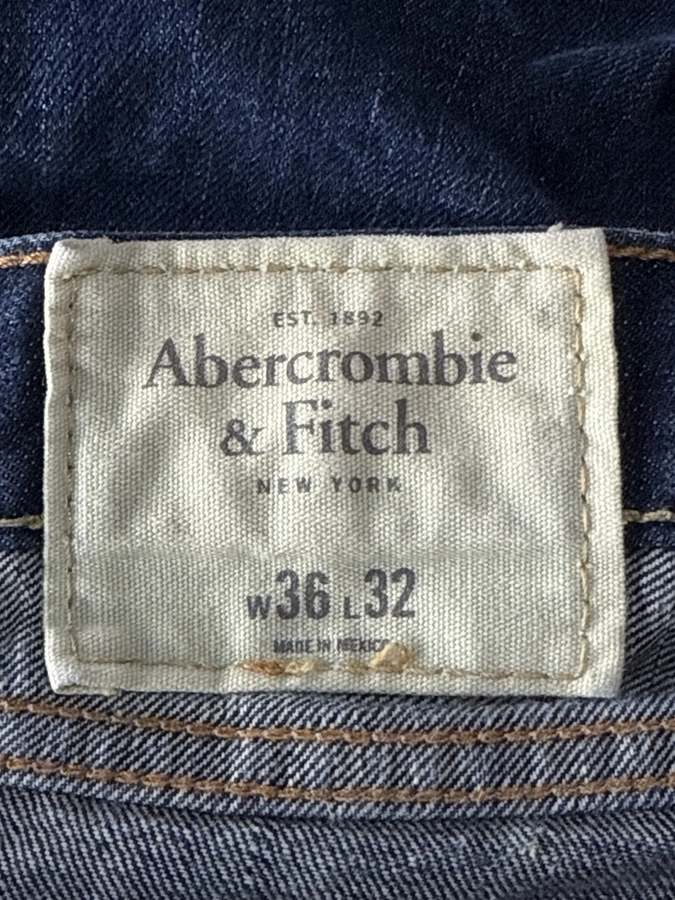 EST. 1892
Abercrombie
& Fitch
NEW YORK
W36 L32
MADE IN MEXICO